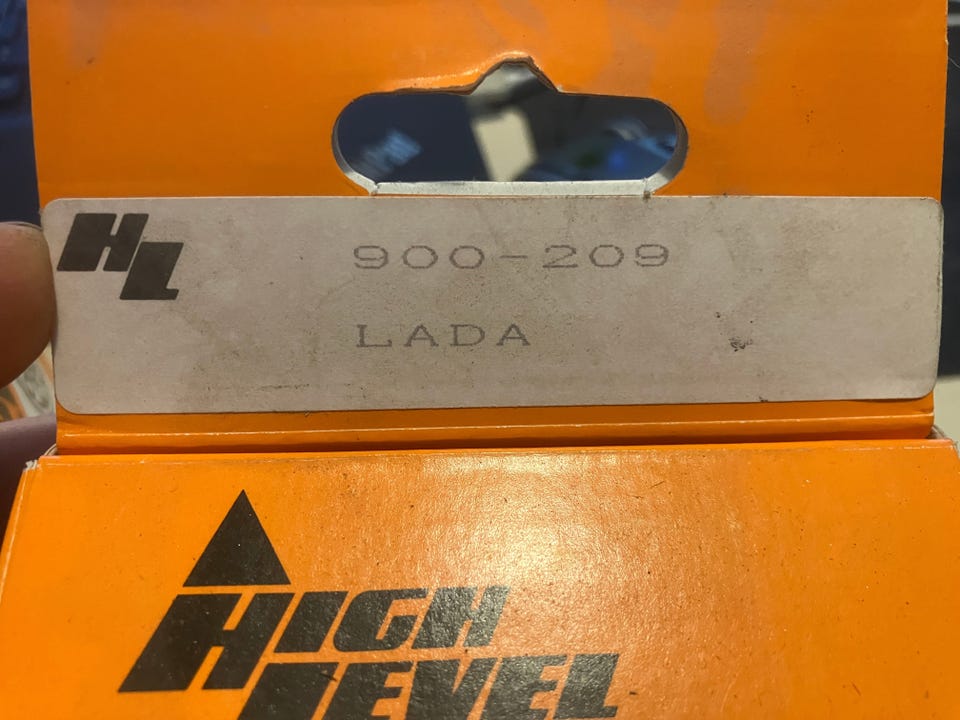 HL
900-209
LADA
HIGH
LEVEL